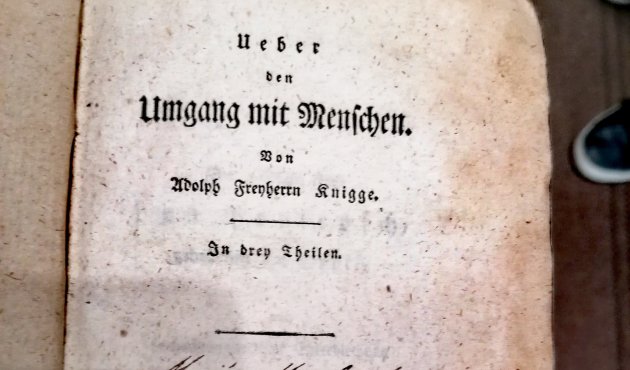 Ueber
den
Umgang mit Menschen.
Von
Adolph Freyherrn Knigge.
In drey Theilen.